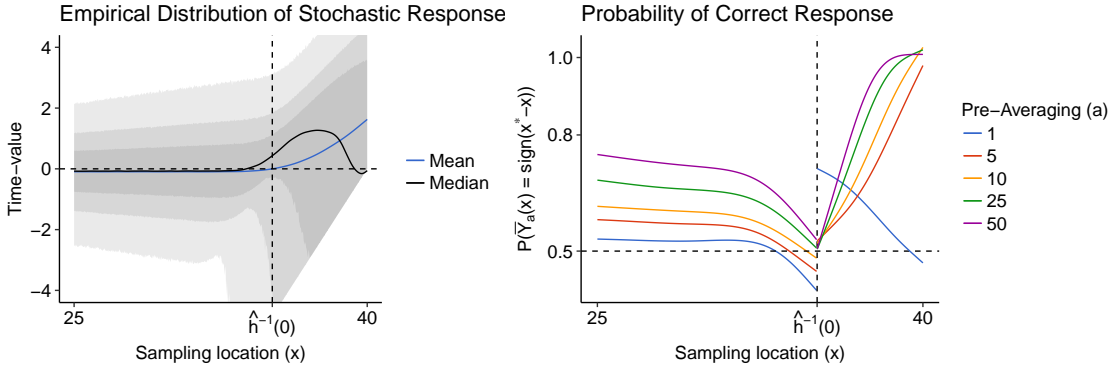 Empirical Distribution of Stochastic Response
Time−value
4
2
0
−2
−4
25
ĥ⁻¹(0)
40
Sampling location (x)
Mean
Median
Probability of Correct Response
P(Y̅ₐ(x) = sign(x*−x)
1.0
0.8
0.5
25
ĥ⁻¹(0)
40
Sampling location (x)
Pre−Averaging (a)
1
5
10
25
50